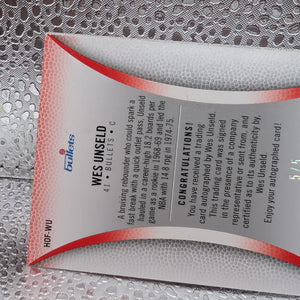 HOF-WU
bullets
WES UNSELD
41 • BULLETS • C
A bruising rebounder who could spark a
fast break with a quick outlet pass, Unseld
hauled in a career-high 18.2 boards per
game as a rookie in 1968-69 and led the
NBA with 14.8 rpg in 1974-75.
CONGRATULATIONS!
You have received a trading
card autographed by Wes Unseld. This
trading card was signed
in the presence of a company
representative or sent from and
certified as to its authenticity by,
Wes Unseld
Enjoy your autographed card!
5/5